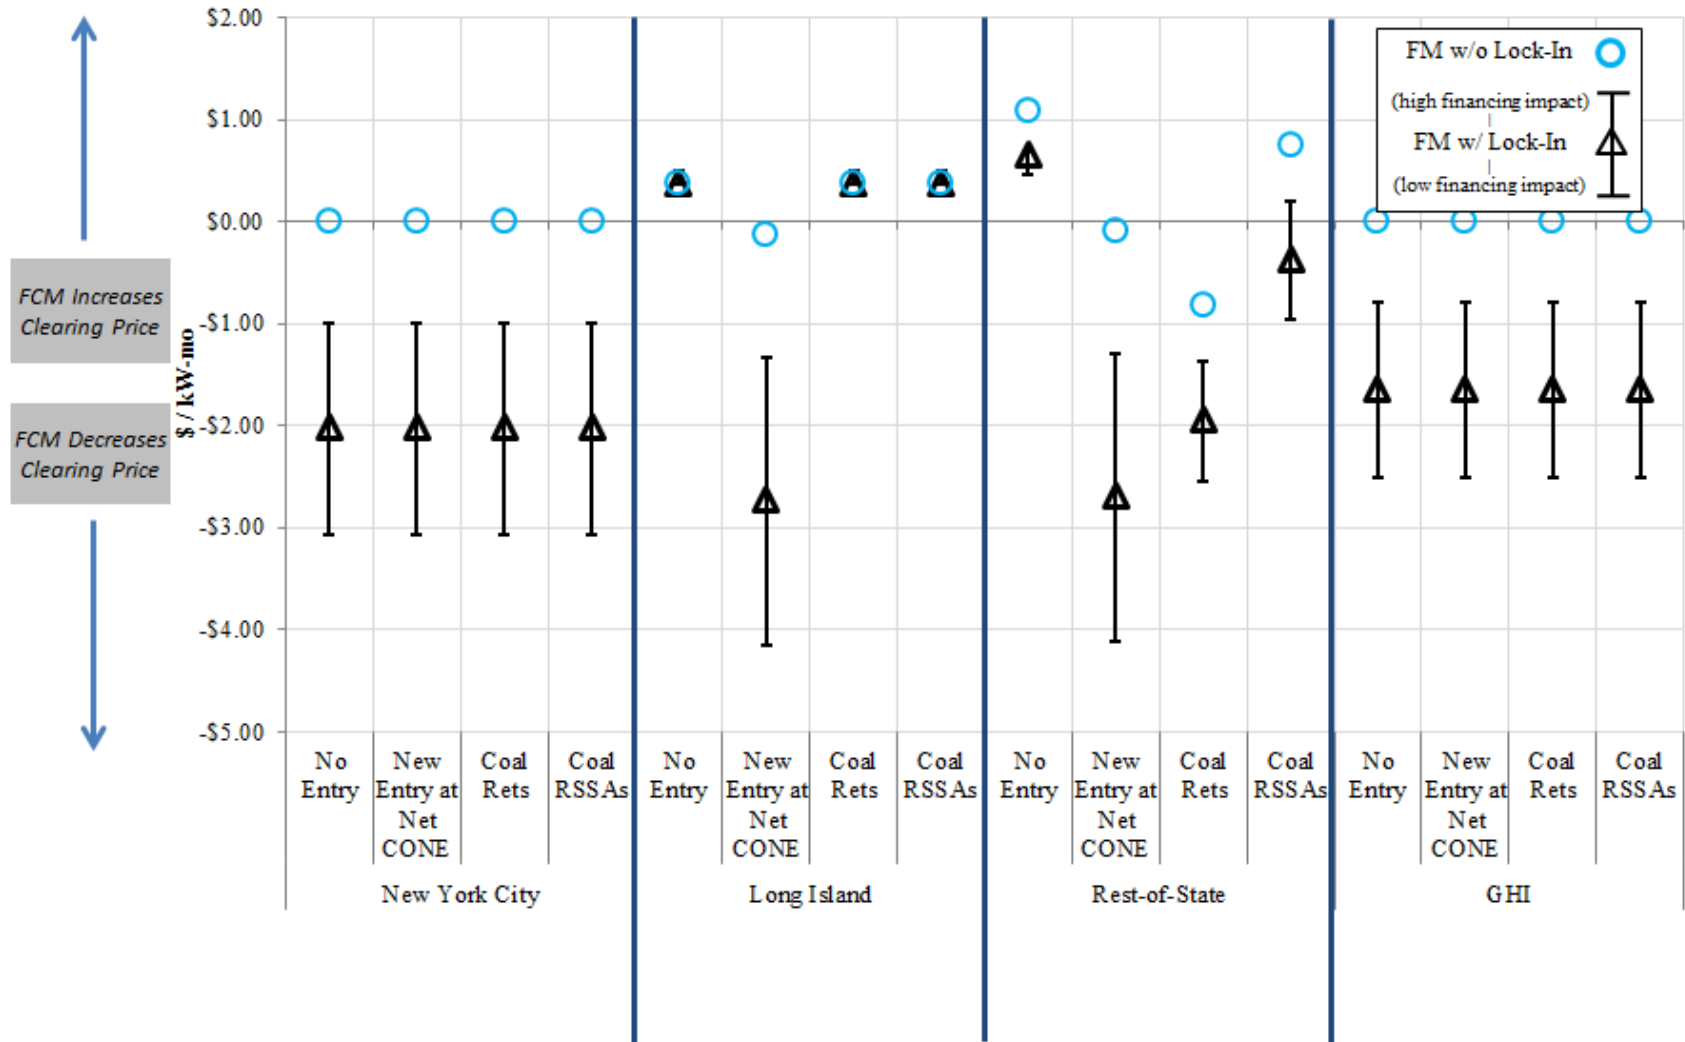 $2.00
$1.00
$0.00
-$1.00
-$2.00
-$3.00
-$4.00
-$5.00
$ / kW-mo
FCM Increases
Clearing Price
FCM Decreases
Clearing Price
FM w/o Lock-In
(high financing impact)
FM w/ Lock-In
(low financing impact)
No
Entry
New
Entry at
Net
CONE
Coal
Rets
Coal
RSSAs
No
Entry
New
Entry at
Net
CONE
Coal
Rets
Coal
RSSAs
No
Entry
New
Entry at
Net
CONE
Coal
Rets
Coal
RSSAs
No
Entry
New
Entry at
Net
CONE
Coal
Rets
Coal
RSSAs
New York City
Long Island
Rest-of-State
GHI